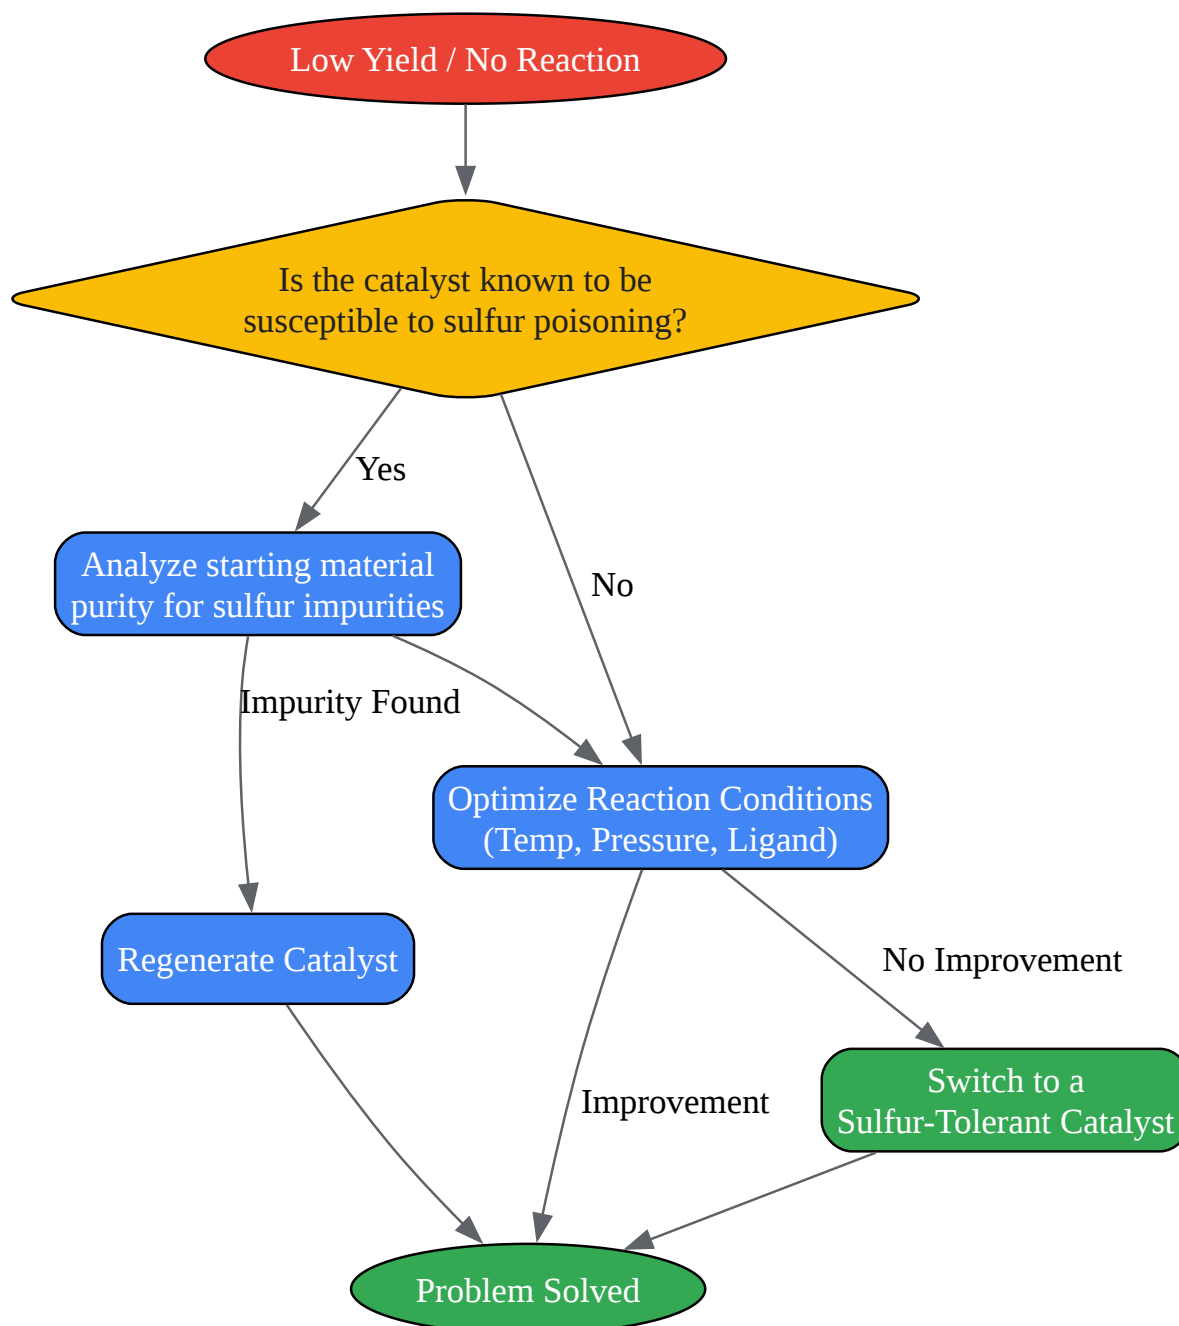 Low Yield / No Reaction
Is the catalyst known to be
susceptible to sulfur poisoning?
Yes
Analyze starting material
purity for sulfur impurities
No
Impurity Found
Optimize Reaction Conditions
(Temp, Pressure, Ligand)
Regenerate Catalyst
No Improvement
Switch to a
Sulfur-Tolerant Catalyst
Improvement
Problem Solved